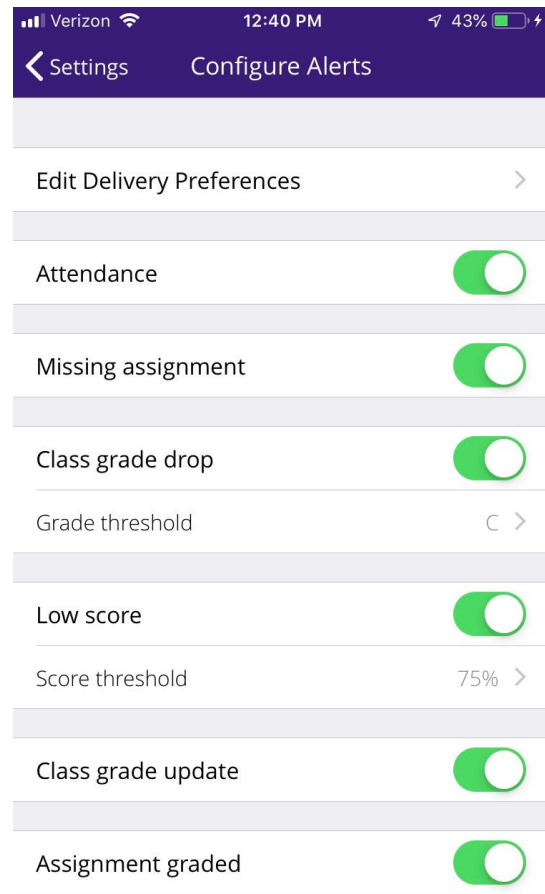 Verizon 12:40 PM 43%
Settings Configure Alerts
Edit Delivery Preferences
Attendance
Missing assignment
Class grade drop
Grade threshold C
Low score
Score threshold 75%
Class grade update
Assignment graded